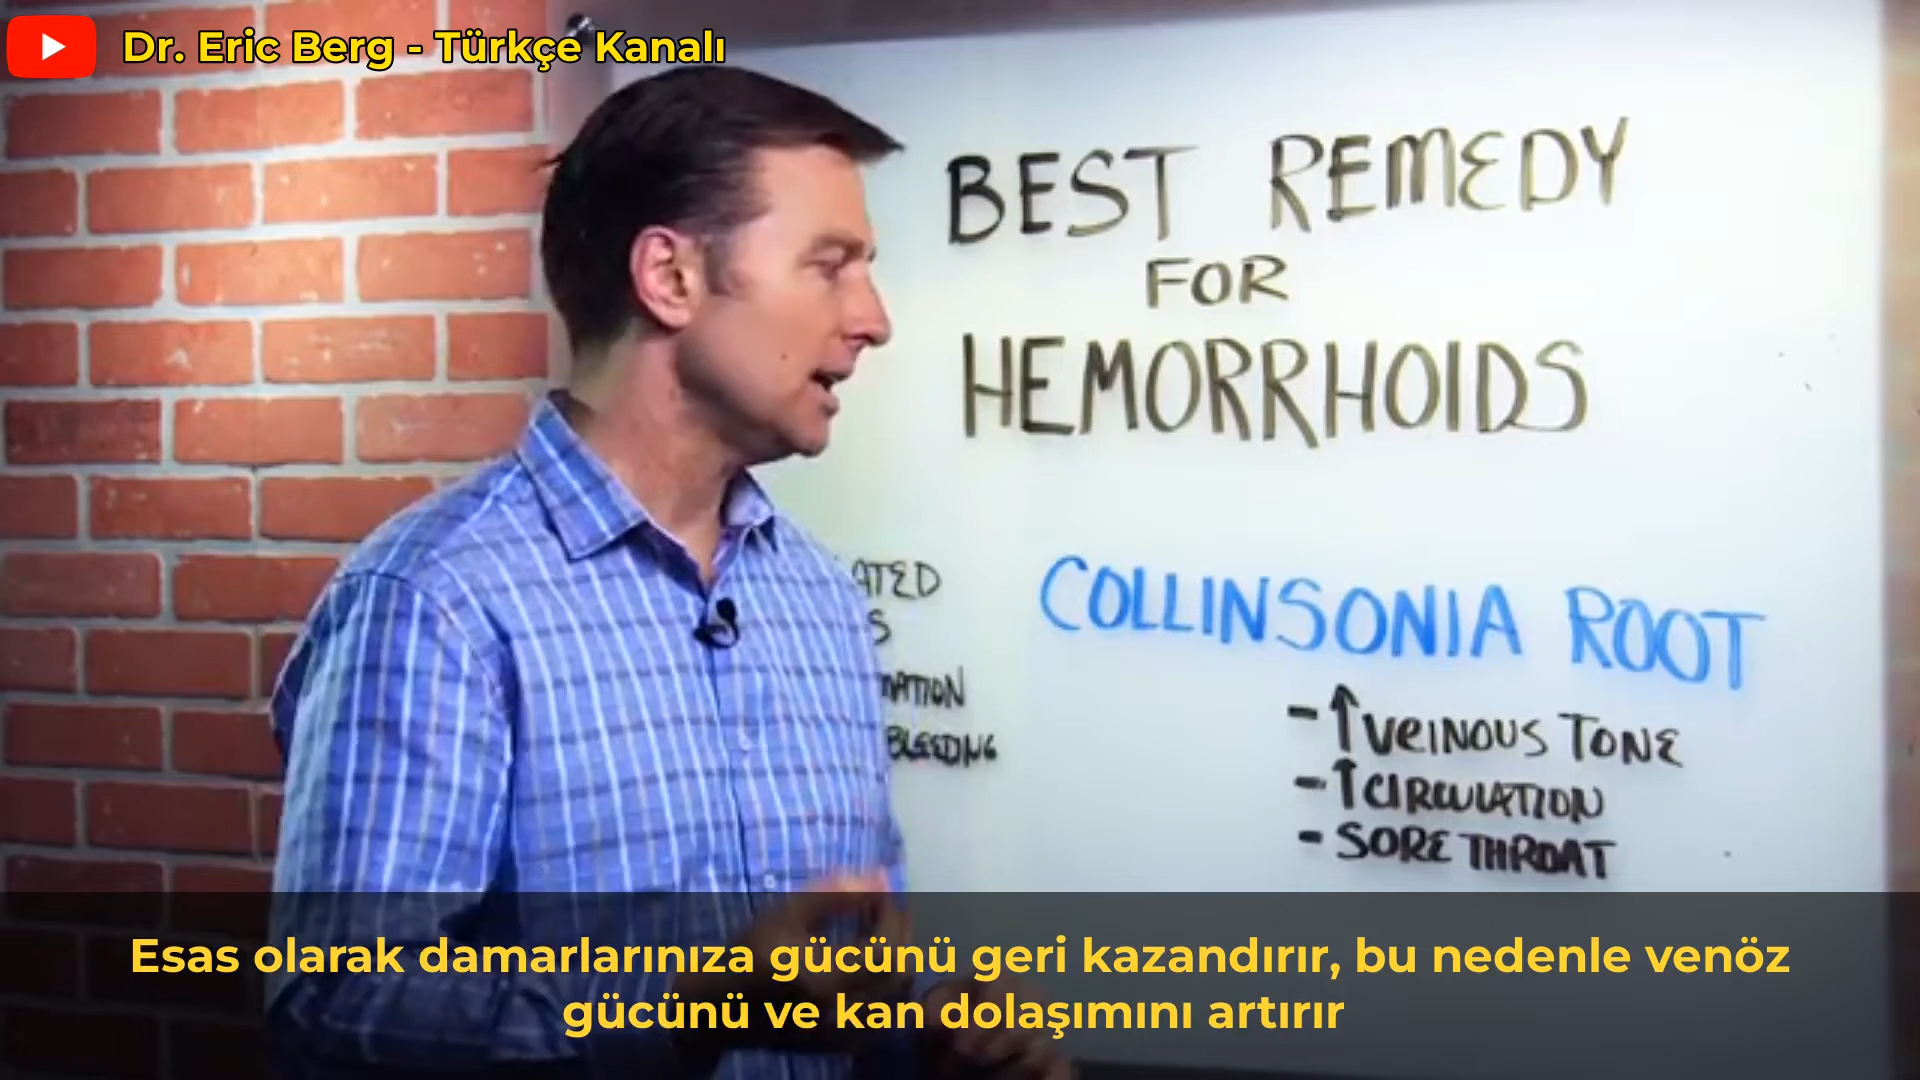 Dr. Eric Berg - Türkçe Kanalı
BEST REMEDY
FOR
HEMORRHOIDS
COLLINSONIA ROOT
- ↑ VEINOUS TONE
- ↑ CIRCULATION
- SORE THROAT
BLEEDING
Esas olarak damarlarınıza gücünü geri kazandırır, bu nedenle venöz
gücünü ve kan dolaşımını artırır